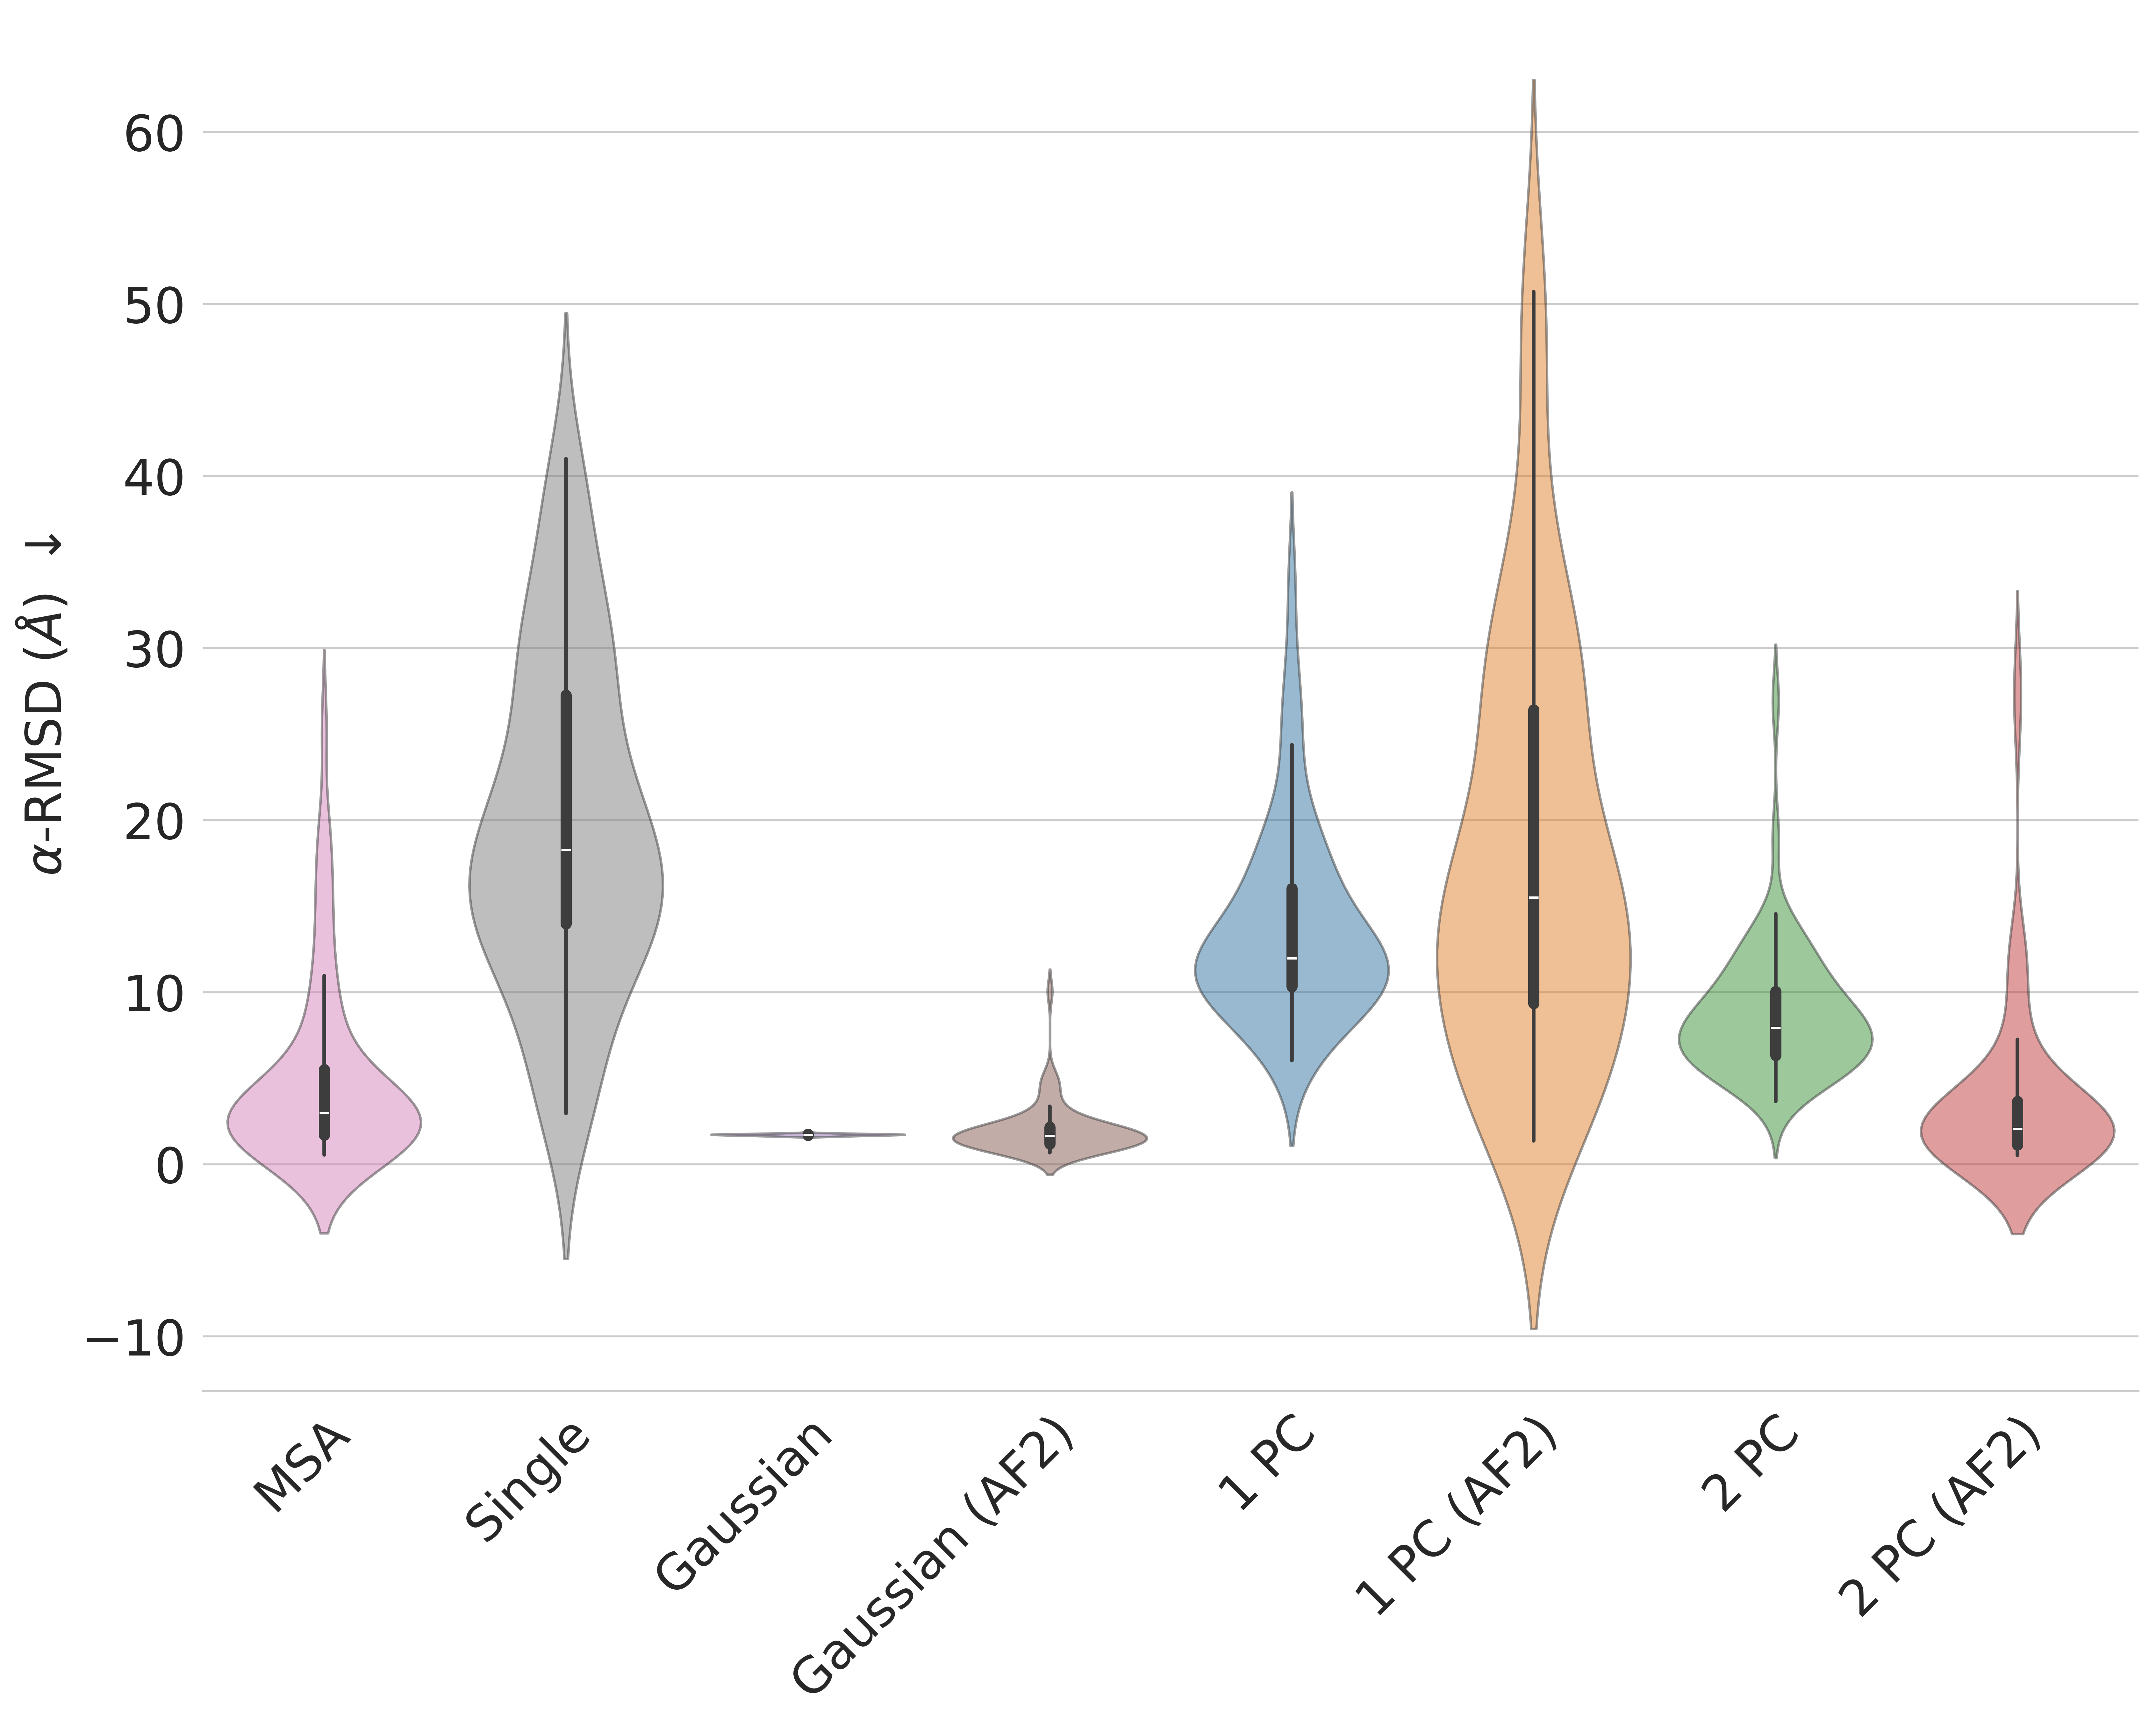 α-RMSD (Å) ↓
60
50
40
30
20
10
0
−10
MSA
Single
Gaussian
Gaussian (AF2)
1 PC
1 PC (AF2)
2 PC
2 PC (AF2)